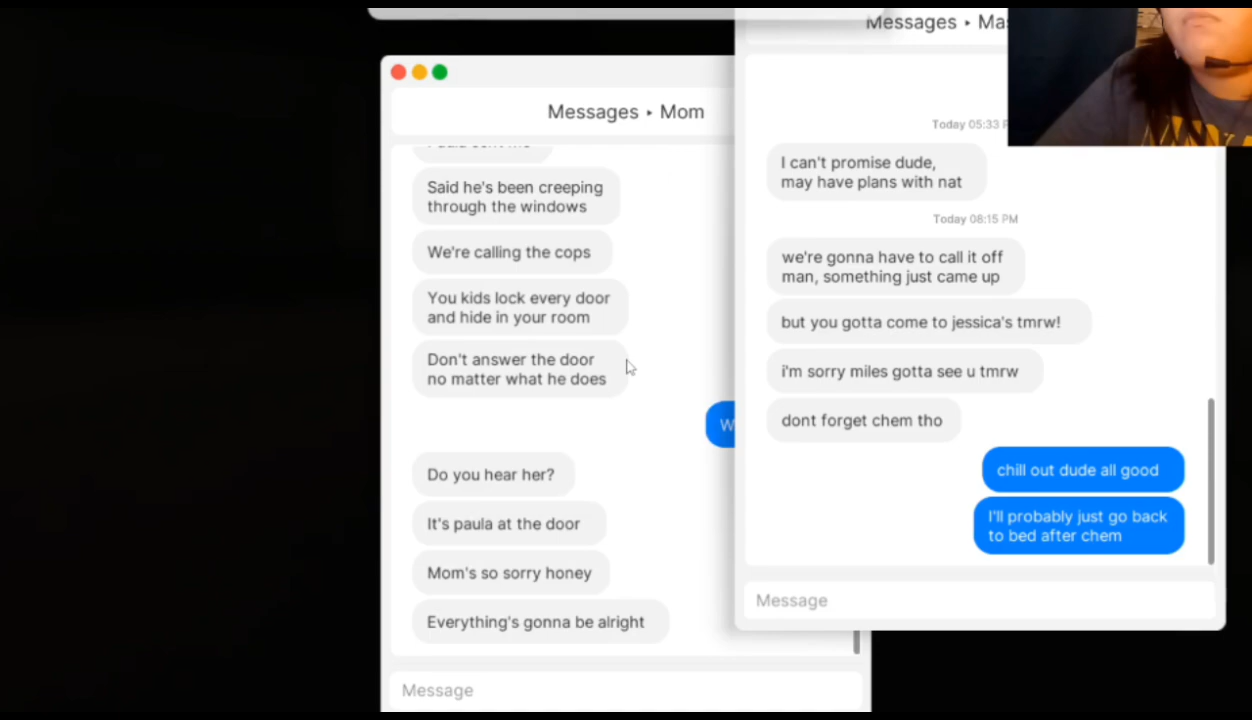 Messages ▸ Mom
Said he's been creeping
through the windows
We're calling the cops
You kids lock every door
and hide in your room
Don't answer the door
no matter what he does
W
Do you hear her?
It's paula at the door
Mom's so sorry honey
Everything's gonna be alright
Message
Messages ▸ Mas
Today 05:33 P
I can't promise dude,
may have plans with nat
Today 08:15 PM
we're gonna have to call it off
man, something just came up
but you gotta come to jessica's tmrw!
i'm sorry miles gotta see u tmrw
dont forget chem tho
chill out dude all good
I'll probably just go back
to bed after chem
Message